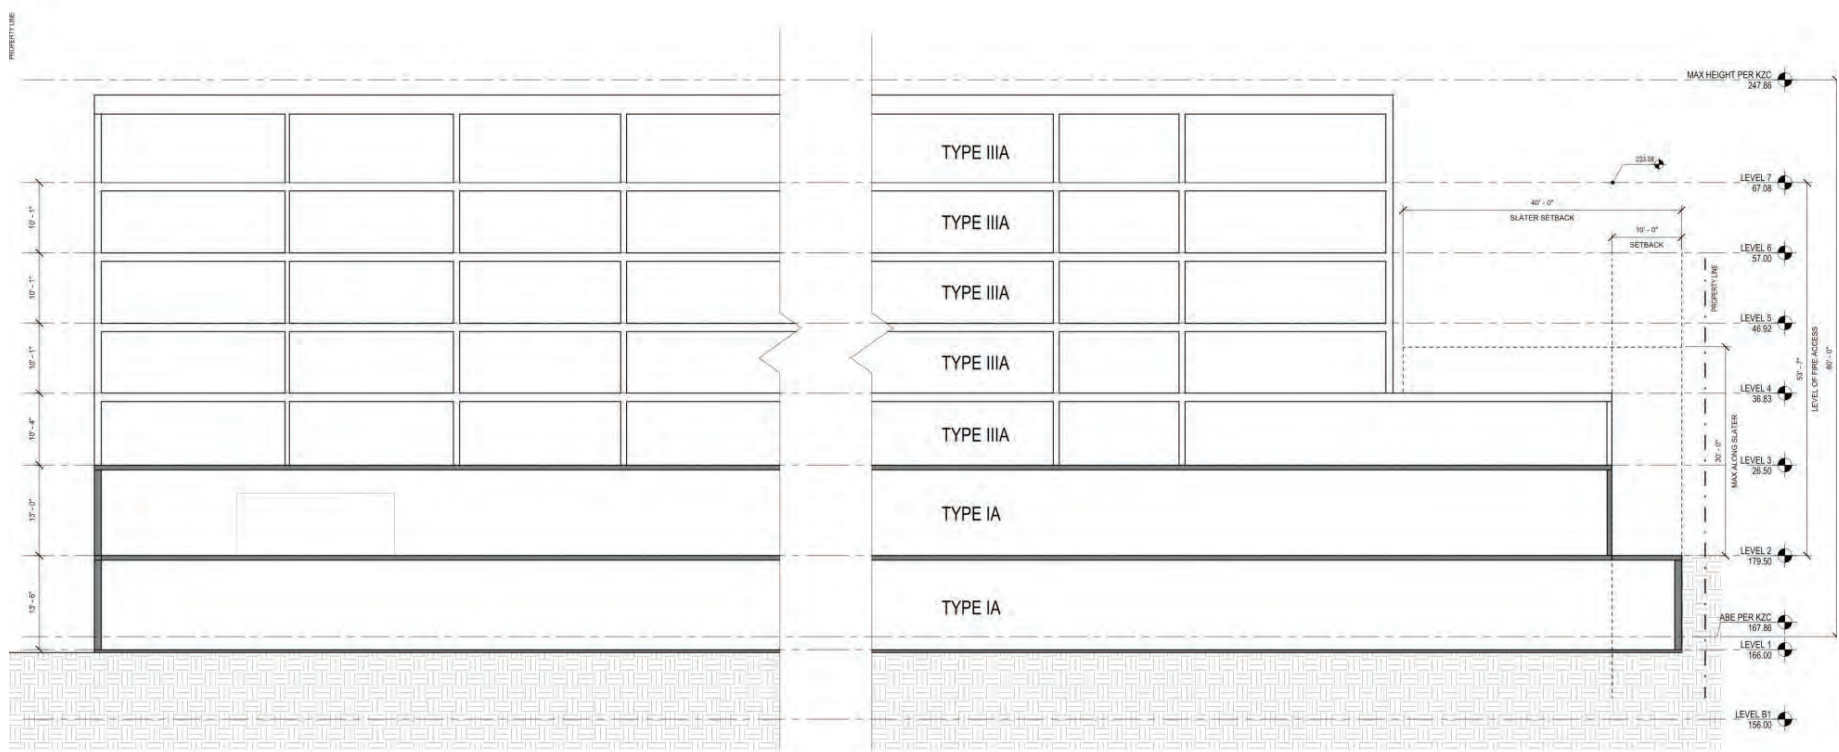 PROPERTY LINE
MAX HEIGHT PER KZC
247.86
TYPE IIIA
233.08
LEVEL 7
67.08
40' - 0"
SLATER SETBACK
10' - 1"
TYPE IIIA
10' - 0"
SETBACK
LEVEL 6
57.00
PROPERTY LINE
10' - 1"
TYPE IIIA
LEVEL 5
46.92
10' - 1"
TYPE IIIA
53' - 7"
LEVEL OF FIRE ACCESS
80' - 0"
LEVEL 4
36.83
10' - 4"
TYPE IIIA
30' - 0"
MAX ALONG SLATER
LEVEL 3
26.50
13' - 0"
TYPE IA
LEVEL 2
179.50
13' - 6"
TYPE IA
ABE PER KZC
167.86
LEVEL 1
166.00
LEVEL B1
156.00